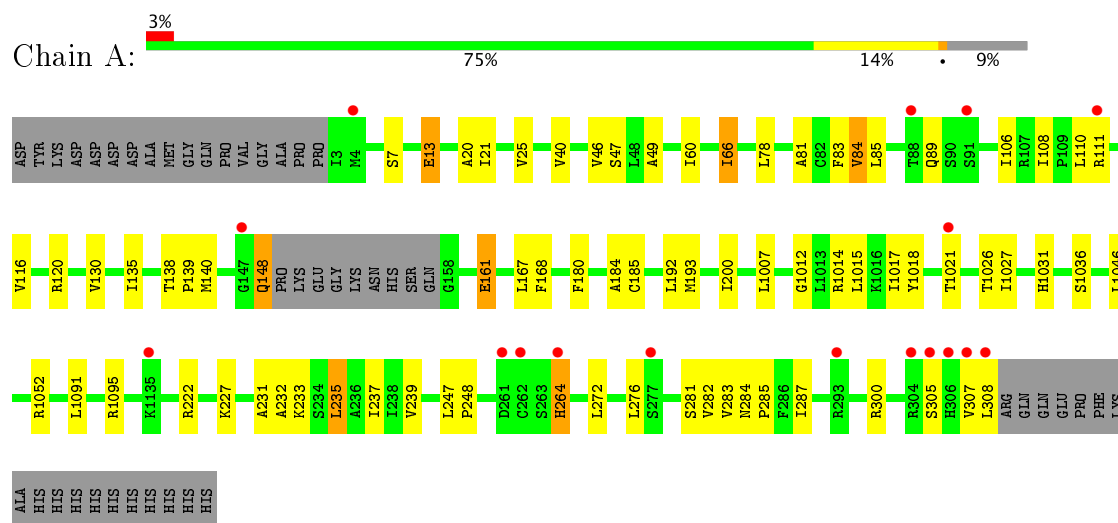 3%
Chain A:
75% 14% • 9%
ASP TYR LYS ASP ASP ASP ASP ALA MET GLY GLN PRO VAL GLY ALA PRO PRO I3 M4 S7 E13 A20 I21 V25 V40 V46 S47 L48 A49 I60 I66 L78 A81 C82 F83 V84 L85 T88 Q89 S90 S91 I106 R107 I108 P109 L110 R111
V116 R120 V130 I135 T138 P139 M140 G147 Q148 PRO LYS GLU GLY LYS ASN HIS SER GLN G158 E161 L167 F168 F180 A184 C185 L192 M193 I200 L1007 G1012 L1013 R1014 L1015 K1016 I1017 Y1018 T1021 T1026 I1027 H1031 S1036 L1046
R1052 L1091 R1095 K1135 R222 K227 A231 A232 K233 S234 L235 A236 I237 I238 V239 L247 P248 D261 C262 S263 H264 L272 L276 S277 S281 V282 V283 N284 P285 F286 I287 R293 R300 R304 S305 H306 V307 L308 ARG GLN GLN GLU PRO PHE LYS
ALA HIS HIS HIS HIS HIS HIS HIS HIS HIS HIS